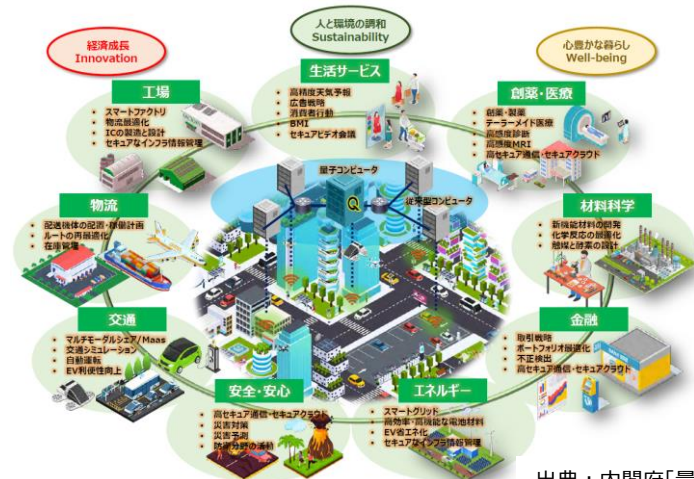 経済成長
Innovation
人と環境の調和
Sustainability
心豊かな暮らし
Well-being
工場
• スマートファクトリ
• 物流最適化
• ICの製造と設計
• セキュアなインフラ情報管理
生活サービス
• 高精度天気予報
• 広告戦略
• 消費者行動
• BMI
• セキュアビデオ会議
創薬・医療
• 創薬・製薬
• テーラーメイド医療
• 高感度診断
• 高感度MRI
• 高セキュア通信・セキュアクラウド
量子コンピュータ
従来型コンピュータ
Q
物流
• 配送機体の配置・稼働計画
• ルートの再最適化
• 在庫管理
材料科学
• 新機能材料の開発
• 化学反応の最適化
• 触媒と酵素の設計
交通
• マルチモーダルシェア/Maas
• 交通シミュレーション
• 自動運転
• EV利便性向上
金融
• 取引戦略
• ポートフォリオ最適化
• 不正検出
• 高セキュア通信・セキュアクラウト
安全・安心
• 高セキュア通信・セキュアクラウド
• 災害対策
• 災害予測
• 防衛分野の活動
エネルギー
• スマートグリッド
• 高効率・高機能な電池材料
• EV省エネ化
• セキュアなインフラ情報管理
出典：内閣府「量